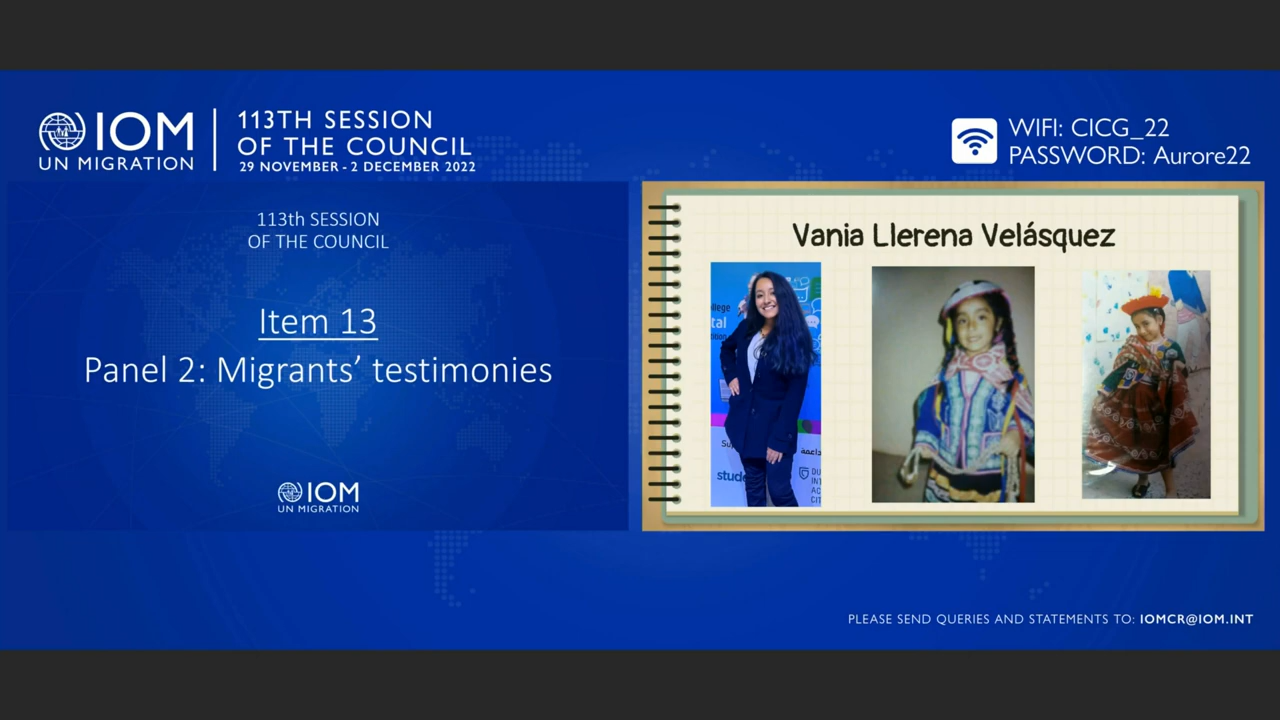 IOM
UN MIGRATION
113TH SESSION
OF THE COUNCIL
29 NOVEMBER - 2 DECEMBER 2022
WIFI: CICG_22
PASSWORD: Aurore22
113th SESSION
OF THE COUNCIL
Item 13
Panel 2: Migrants’ testimonies
IOM
UN MIGRATION
Vania Llerena Velásquez
PLEASE SEND QUERIES AND STATEMENTS TO: IOMCR@IOM.INT